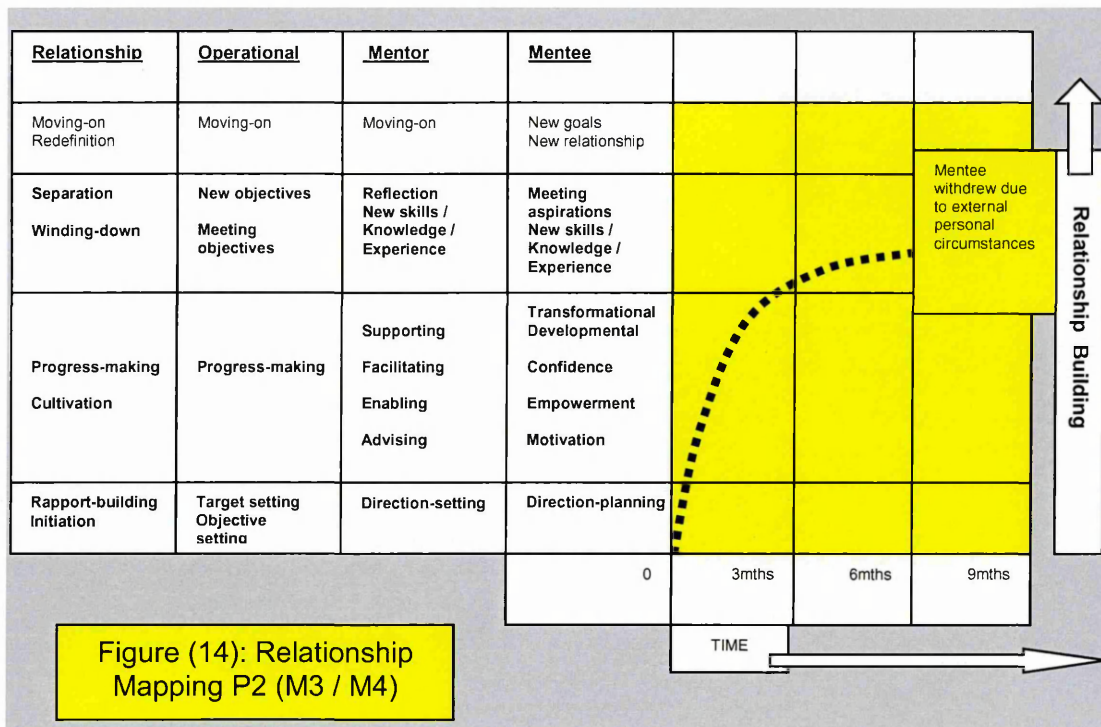 Relationship
Operational
Mentor
Mentee
Moving-on
Redefinition
Moving-on
Moving-on
New goals
New relationship
Separation
Winding-down
New objectives
Meeting
objectives
Reflection
New skills /
Knowledge /
Experience
Meeting
aspirations
New skills /
Knowledge /
Experience
Mentee
withdrew due
to external
personal
circumstances
Progress-making
Cultivation
Progress-making
Supporting
Facilitating
Enabling
Advising
Transformational
Developmental
Confidence
Empowerment
Motivation
Rapport-building
Initiation
Target setting
Objective
setting
Direction-setting
Direction-planning
0
3mths
6mths
9mths
TIME
Relationship Building
Figure (14): Relationship
Mapping P2 (M3 / M4)